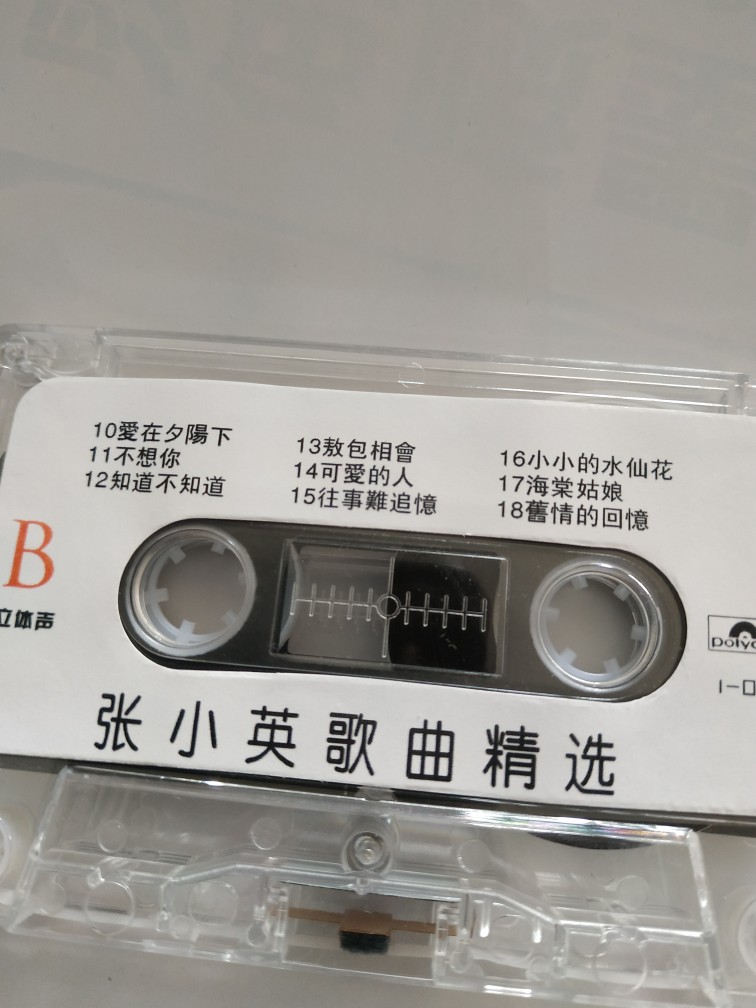 10愛在夕陽下
11不想你
12知道不知道
13敖包相會
14可愛的人
15往事難追憶
16小小的水仙花
17海棠姑娘
18舊情的回憶
B
立体声
张小英歌曲精选